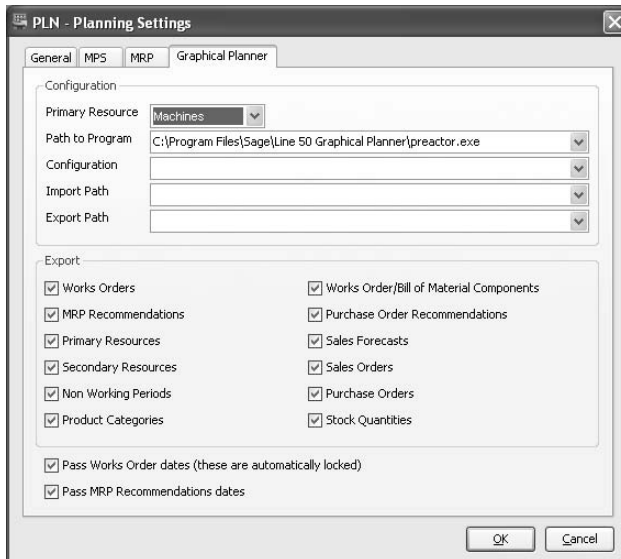 PLN - Planning Settings
General MPS MRP Graphical Planner
Configuration
Primary Resource Machines
Path to Program C:\Program Files\Sage\Line 50 Graphical Planner\preactor.exe
Configuration
Import Path
Export Path
Export
Works Orders Works Order/Bill of Material Components
MRP Recommendations Purchase Order Recommendations
Primary Resources Sales Forecasts
Secondary Resources Sales Orders
Non Working Periods Purchase Orders
Product Categories Stock Quantities
Pass Works Order dates (these are automatically locked)
Pass MRP Recommendations dates
OK Cancel